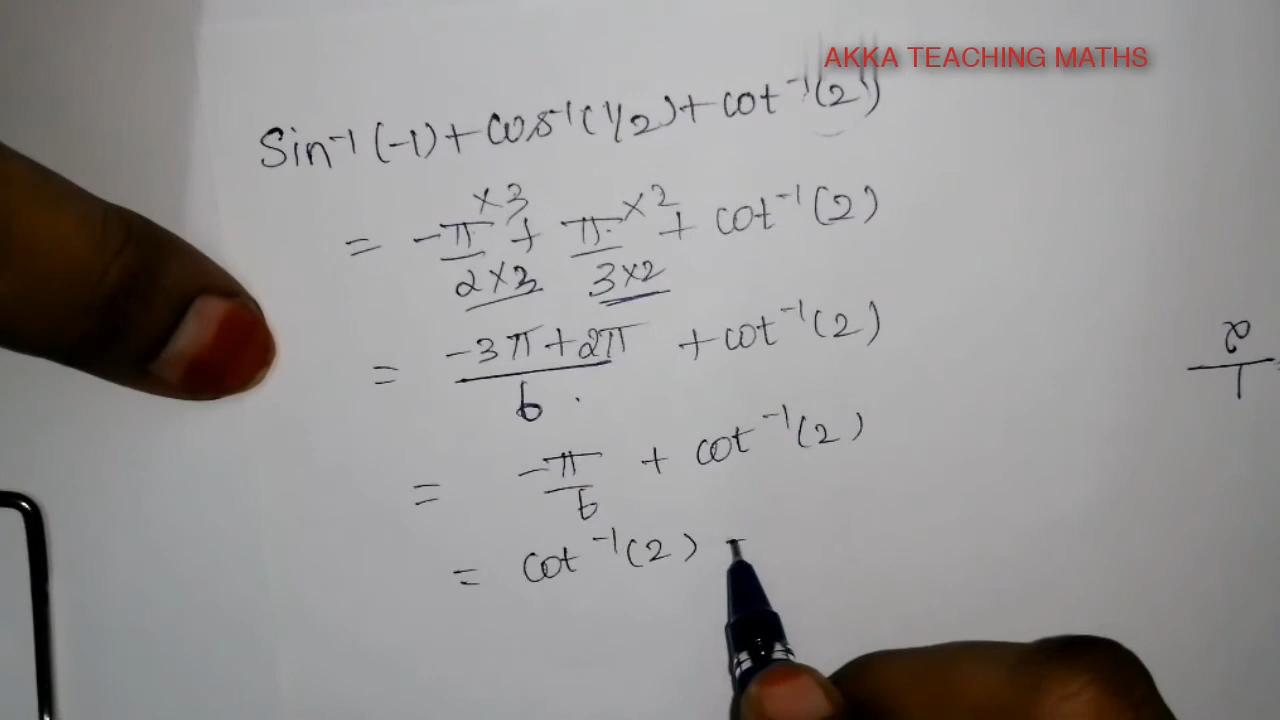 AKKA TEACHING MATHS
Sin⁻¹(-1)+cos⁻¹(1/2)+cot⁻¹(2)
= -π×3/2×3 + π×2/3×2 + cot⁻¹(2)
= -3π+2π/6 + cot⁻¹(2)
= -π/6 + cot⁻¹(2)
= cot⁻¹(2) -